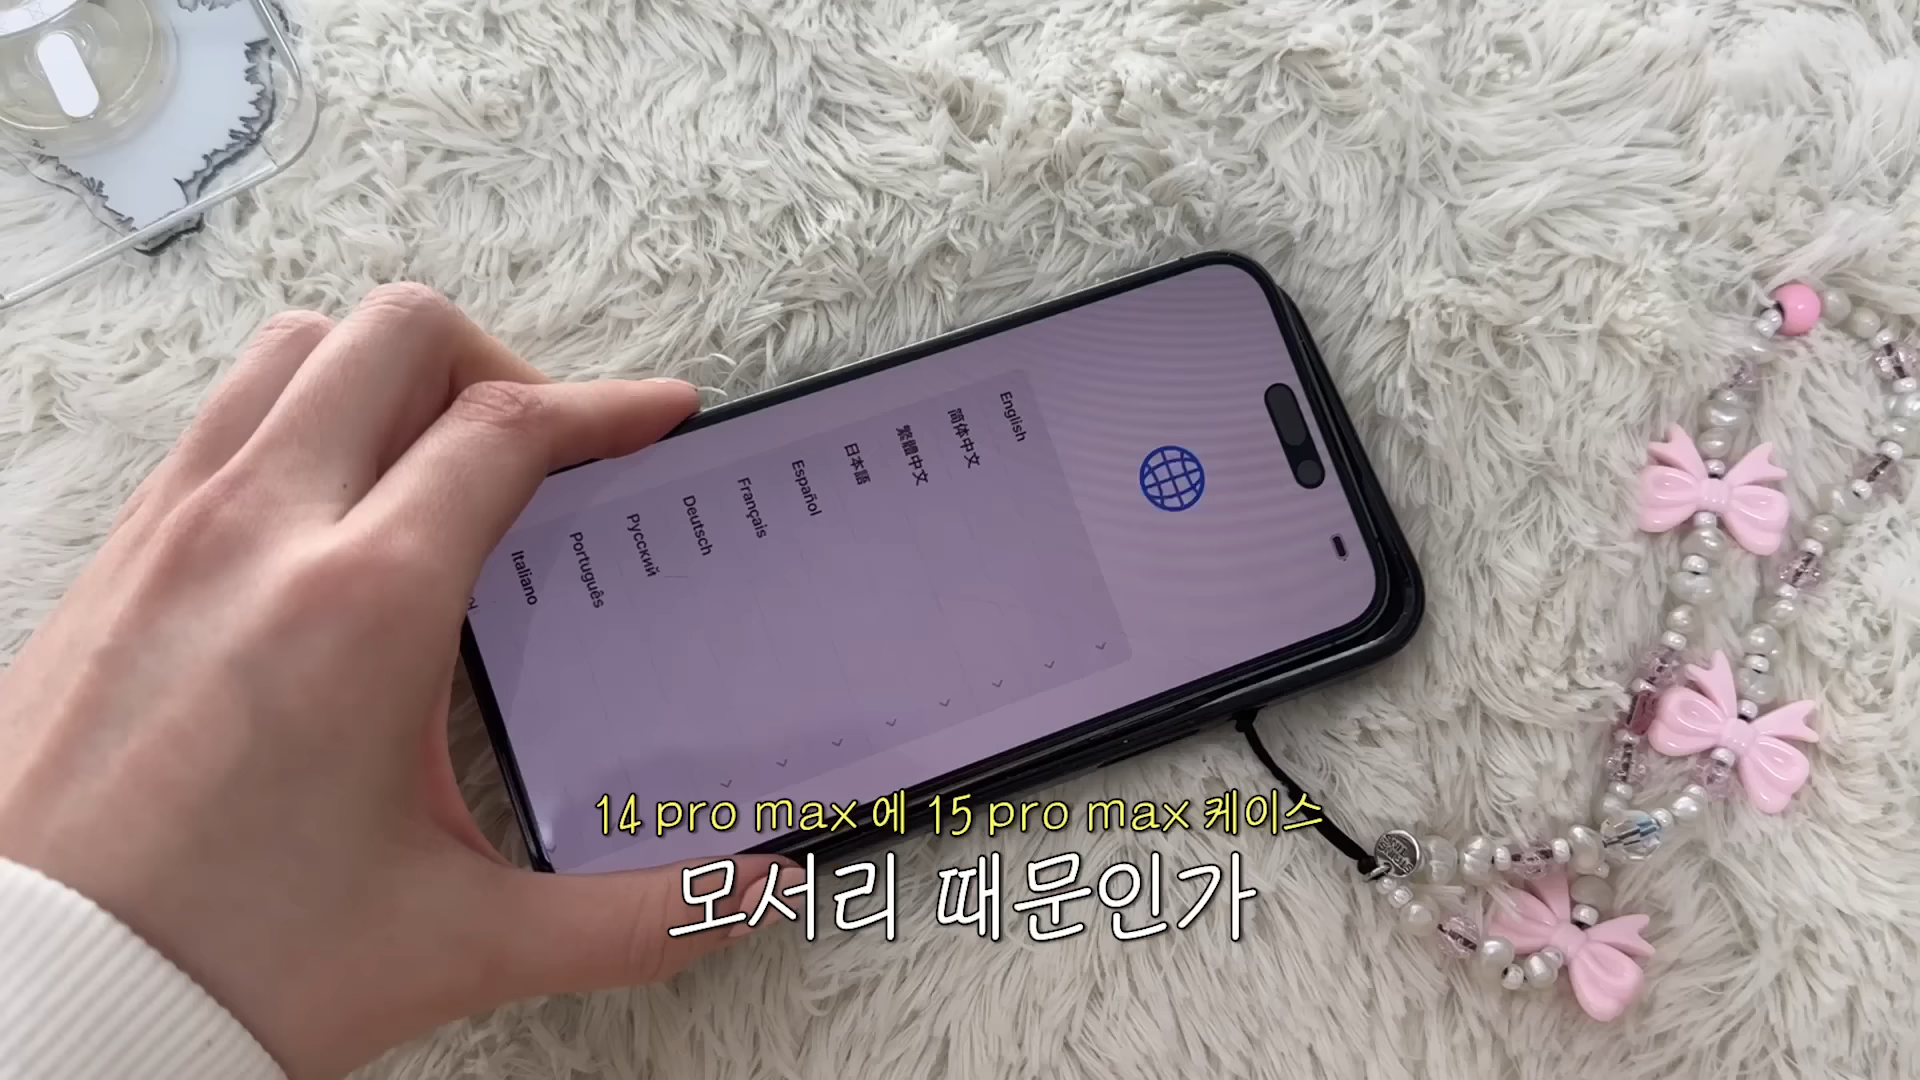 English
简体中文
繁體中文
日本語
Español
Français
Deutsch
Русский
Português
Italiano
14 pro max 에 15 pro max 케이스
모서리 때문인가